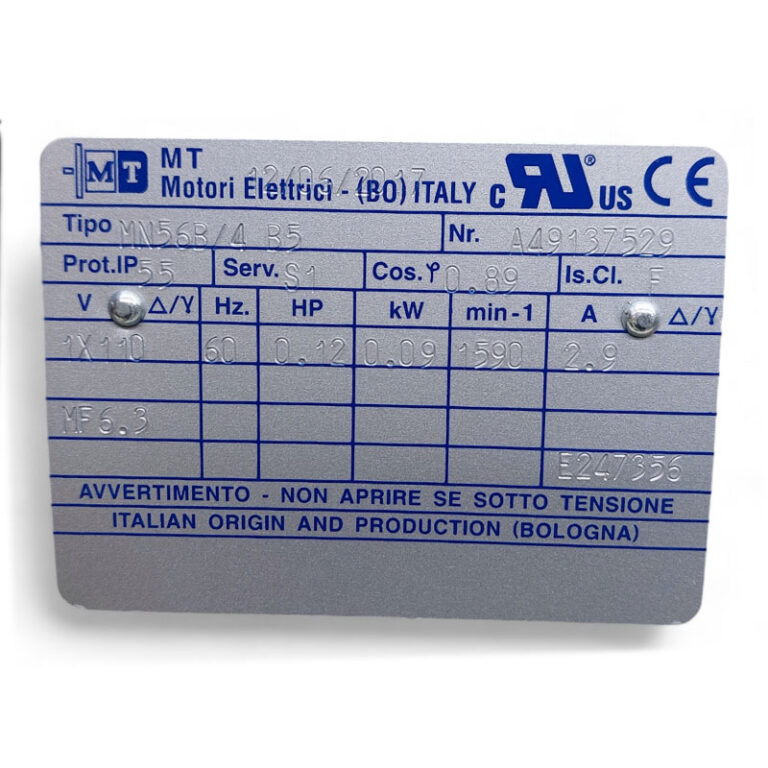 MT MT 12/06/2017
Motori Elettrici - (BO) ITALY c RU® US CE
Tipo MN56B/4 B5 Nr. A49137529
Prot.IP 55 Serv. S1 Cos.φ 0.89 Is.Cl. F
V Δ/Y Hz. HP kW min-1 A Δ/Y
1X110 60 0.12 0.09 1590 2.9
MF6.3
E247356
AVVERTIMENTO - NON APRIRE SE SOTTO TENSIONE
ITALIAN ORIGIN AND PRODUCTION (BOLOGNA)